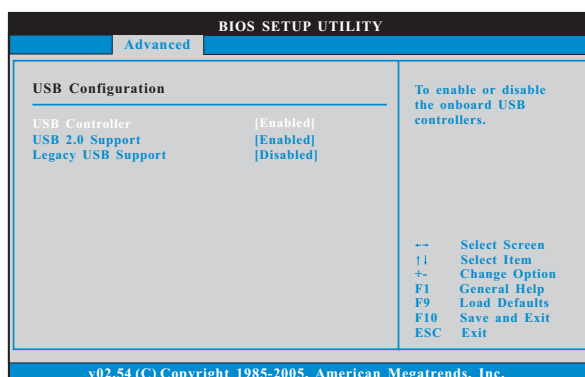 BIOS SETUP UTILITY
Advanced
USB Configuration
USB Controller [Enabled]
USB 2.0 Support [Enabled]
Legacy USB Support [Disabled]
To enable or disable
the onboard USB
controllers.
←→ Select Screen
↑↓ Select Item
+- Change Option
F1 General Help
F9 Load Defaults
F10 Save and Exit
ESC Exit
v02.54 (C) Copyright 1985-2005, American Megatrends, Inc.